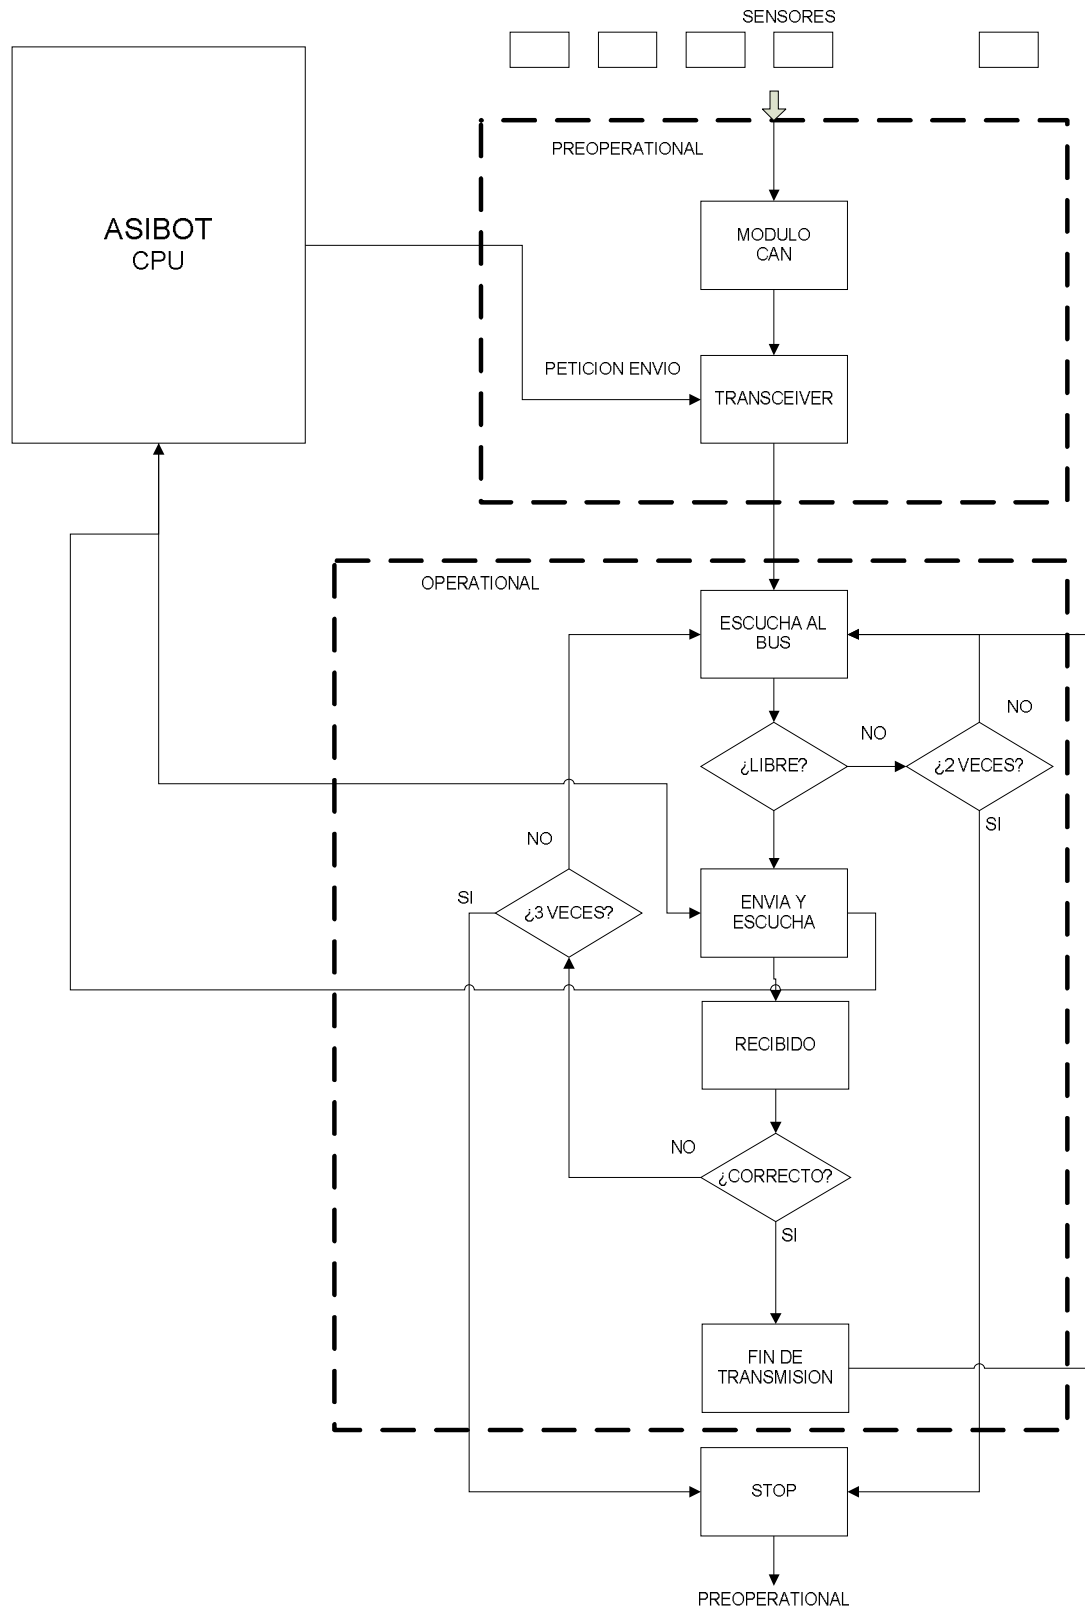 SENSORES
PREOPERATIONAL
ASIBOT
CPU
MODULO
CAN
PETICION ENVIO
TRANSCEIVER
OPERATIONAL
ESCUCHA AL
BUS
NO
NO
¿LIBRE?
¿2 VECES?
SI
NO
SI
¿3 VECES?
ENVIA Y
ESCUCHA
RECIBIDO
NO
¿CORRECTO?
SI
FIN DE
TRANSMISION
STOP
PREOPERATIONAL